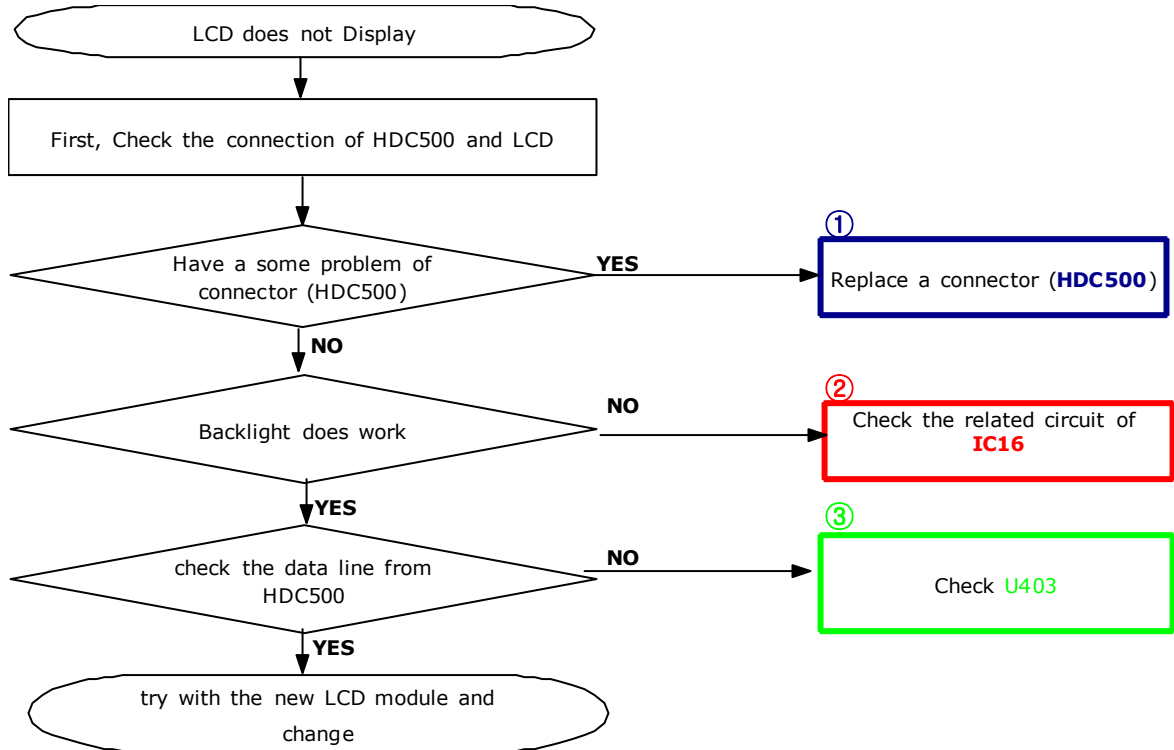 LCD does not Display
First, Check the connection of HDC500 and LCD
①
Have a some problem of
connector (HDC500)
YES
Replace a connector (HDC500)
NO
②
Backlight does work
NO
Check the related circuit of
IC16
YES
③
check the data line from
HDC500
NO
Check U403
YES
try with the new LCD module and
change